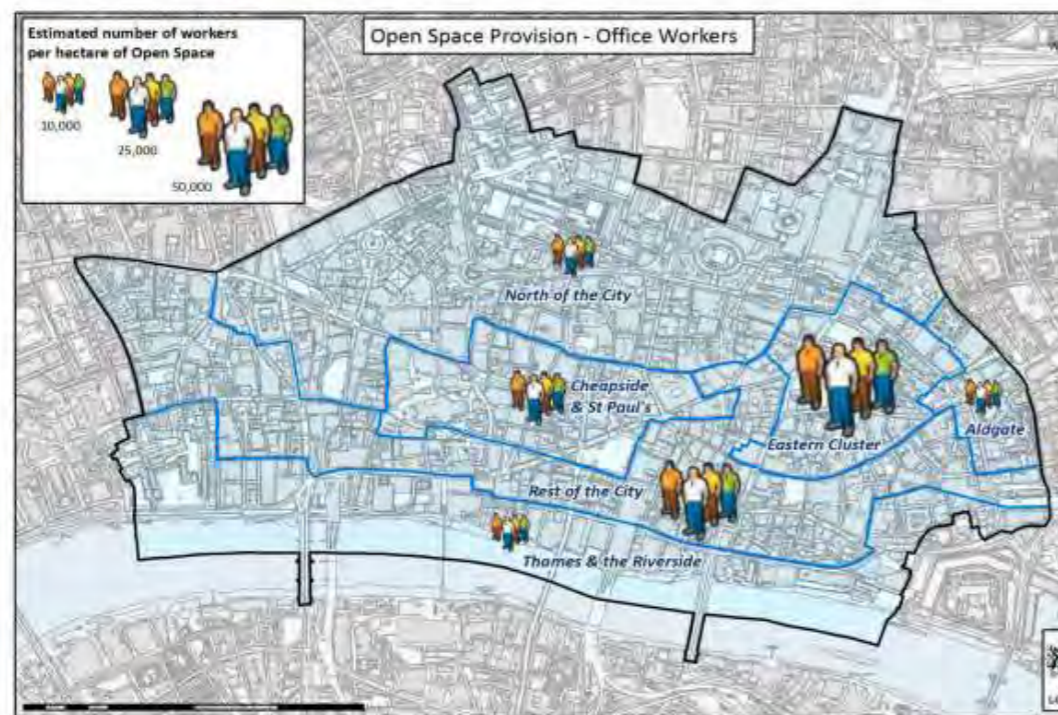 Estimated number of workers
per hectare of Open Space
10,000
25,000
50,000
Open Space Provision - Office Workers
North of the City
Cheapside
& St Paul's
Eastern Cluster
Aldgate
Rest of the City
Thames & the Riverside